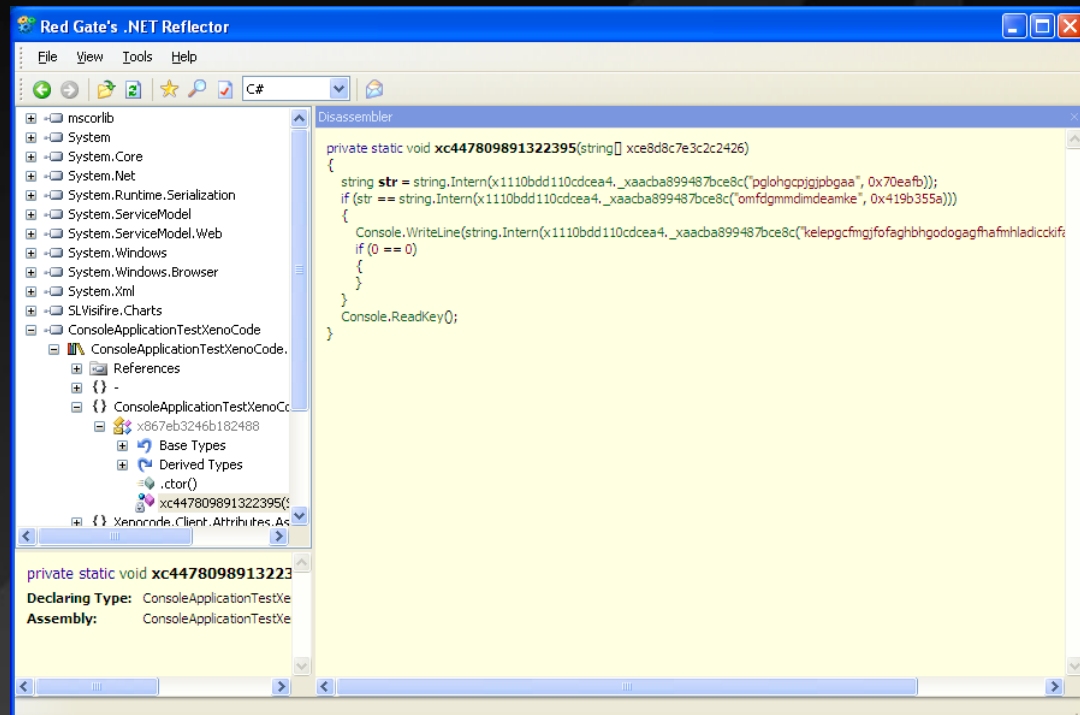 Red Gate's .NET Reflector
File View Tools Help
C#
mscorlib
System
System.Core
System.Net
System.Runtime.Serialization
System.ServiceModel
System.ServiceModel.Web
System.Windows
System.Windows.Browser
System.Xml
SLVisifire.Charts
ConsoleApplicationTestXenoCode
ConsoleApplicationTestXenoCode.
References
{} -
{} ConsoleApplicationTestXenoCo
x867eb3246b182488
Base Types
Derived Types
.ctor()
xc447809891322395(S
{} Xenocode.Client.Attributes.As
Disassembler
private static void xc447809891322395(string[] xce8d8c7e3c2c2426)
{
string str = string.Intern(x1110bdd110cdcea4._xaacba899487bce8c("pglohgcpjgjpbgaa", 0x70eafb));
if (str == string.Intern(x1110bdd110cdcea4._xaacba899487bce8c("omfdgmmdimdeamke", 0x419b355a)))
{
Console.WriteLine(string.Intern(x1110bdd110cdcea4._xaacba899487bce8c("kelepgcfmgjfofaghbhgodogagfhafmhladicckifa
if (0 == 0)
{
}
}
Console.ReadKey();
}
private static void xc4478098913223
Declaring Type: ConsoleApplicationTestXe
Assembly: ConsoleApplicationTestXe